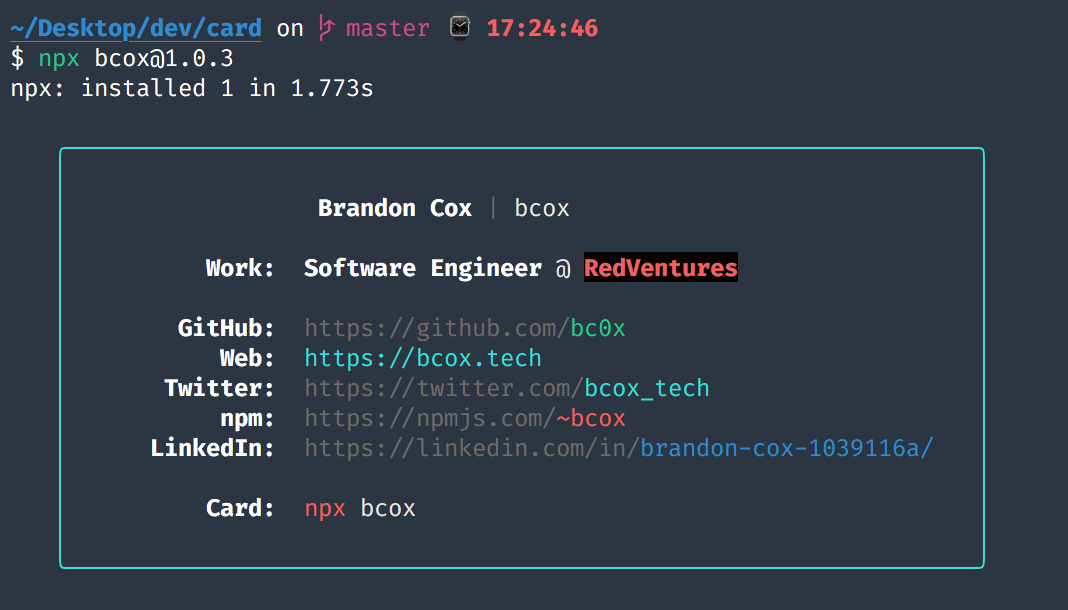 ~/Desktop/dev/card on master ⌚ 17:24:46
$ npx bcox@1.0.3
npx: installed 1 in 1.773s
Brandon Cox | bcox
Work: Software Engineer @ RedVentures
GitHub: https://github.com/bc0x
Web: https://bcox.tech
Twitter: https://twitter.com/bcox_tech
npm: https://npmjs.com/~bcox
LinkedIn: https://linkedin.com/in/brandon-cox-1039116a/
Card: npx bcox